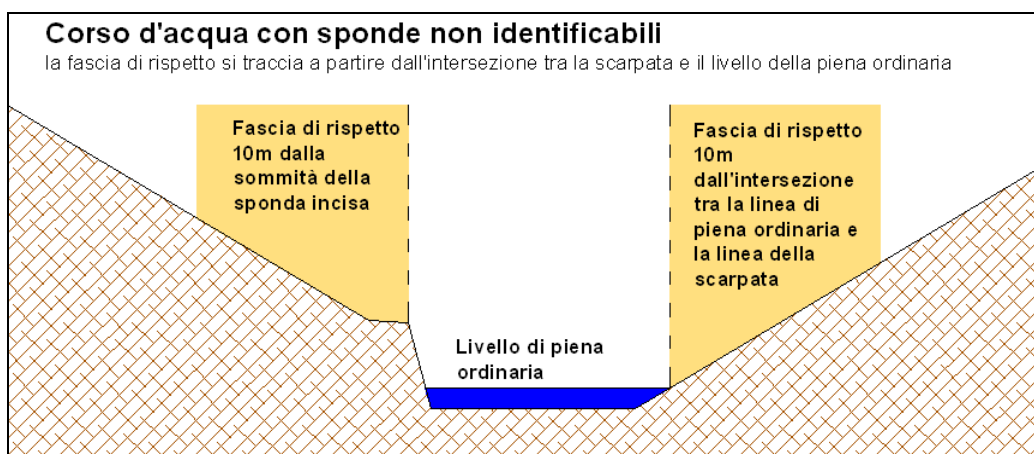 Corso d'acqua con sponde non identificabili
la fascia di rispetto si traccia a partire dall'intersezione tra la scarpata e il livello della piena ordinaria
Fascia di rispetto
10m dalla
sommità della
sponda incisa
Fascia di rispetto
10m
dall'intersezione
tra la linea di
piena ordinaria e
la linea della
scarpata
Livello di piena
ordinaria